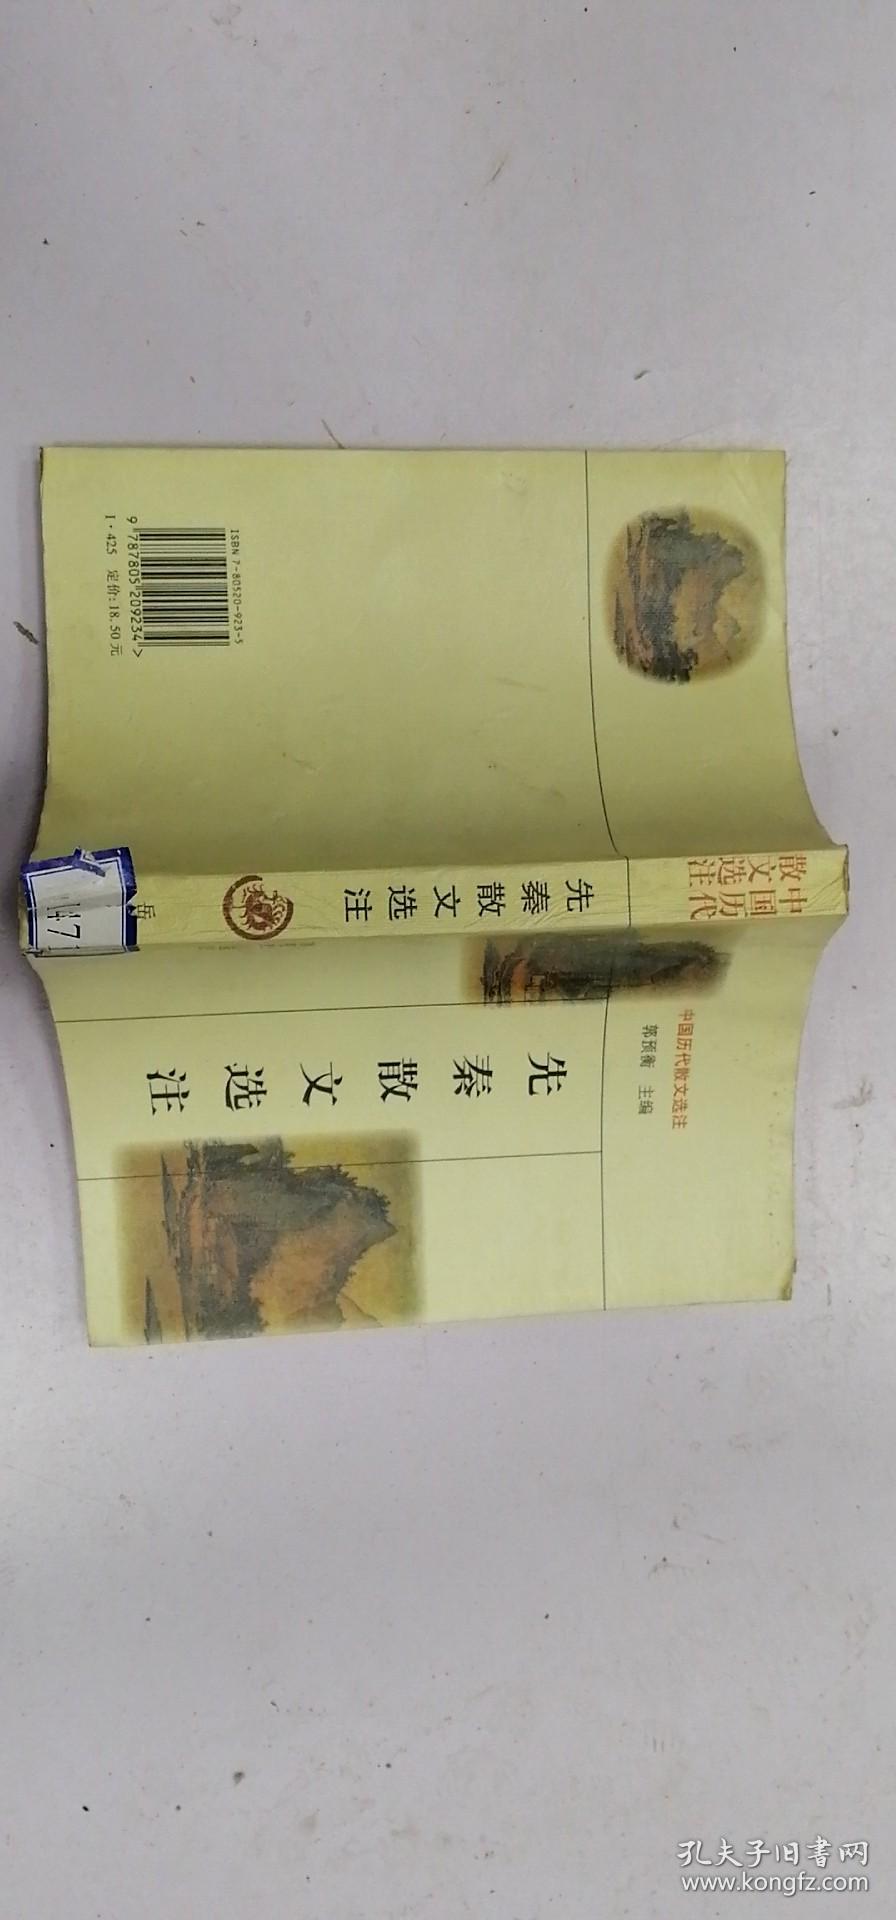 中国历代散文选注
郭预衡 主编
先秦散文选注
中国历代
散文选注
先秦散文选注
岳
ISBN 7-80520-923-5
9 787805 209234 >
I·425 定价:18.50元
孔夫子旧書网
www.kongfz.com